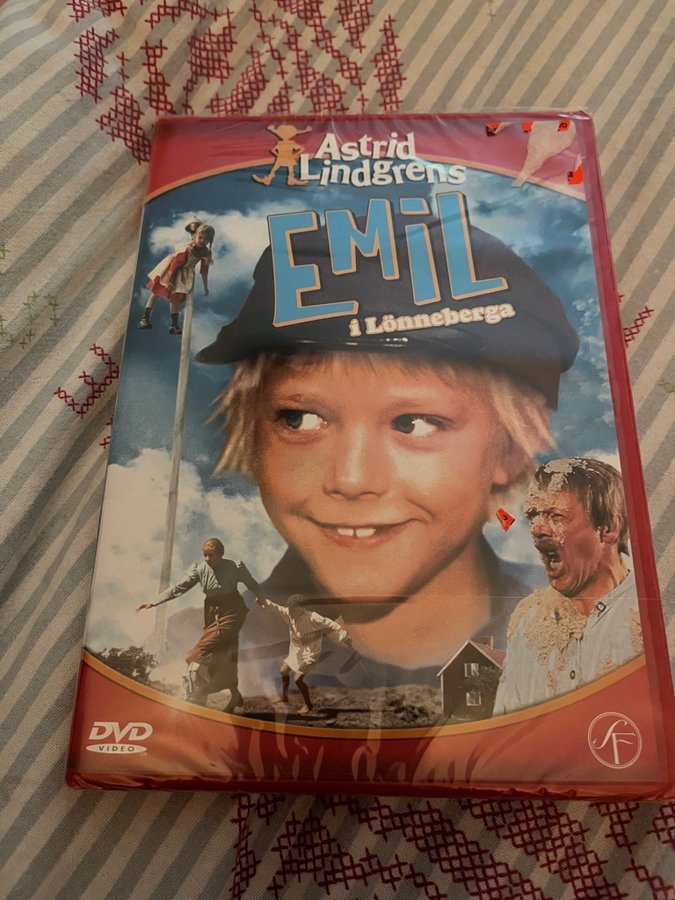 Astrid
Lindgrens
EMIL
i Lönneberga
DVD
VIDEO
SF